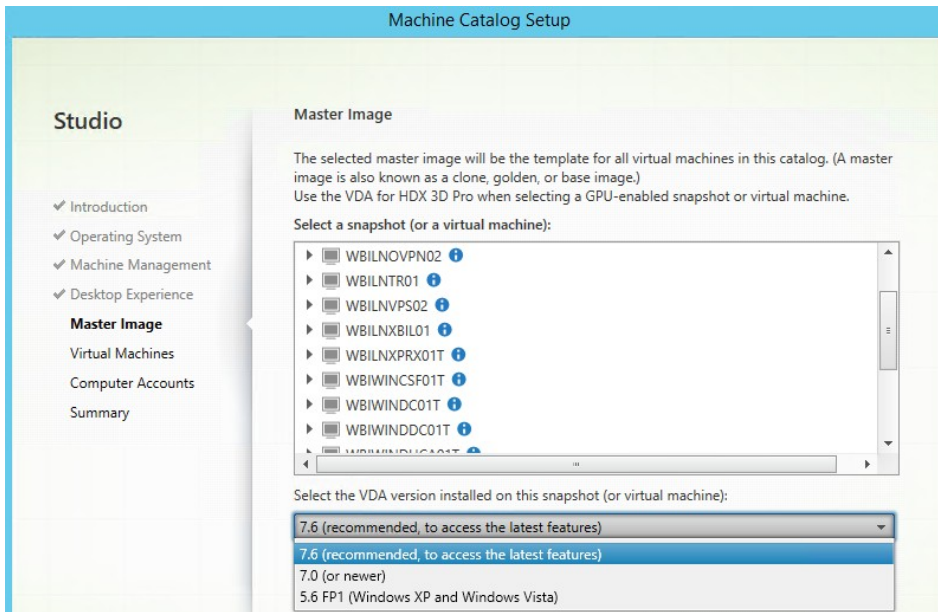 Machine Catalog Setup
Studio
Introduction
Operating System
Machine Management
Desktop Experience
Master Image
Virtual Machines
Computer Accounts
Summary
Master Image
The selected master image will be the template for all virtual machines in this catalog. (A master
image is also known as a clone, golden, or base image.)
Use the VDA for HDX 3D Pro when selecting a GPU-enabled snapshot or virtual machine.
Select a snapshot (or a virtual machine):
WBILNOVPN02
WBILNTR01
WBILNVPS02
WBILNXBIL01
WBILNXPRX01T
WBIWINCSF01T
WBIWINDC01T
WBIWINDDC01T
Select the VDA version installed on this snapshot (or virtual machine):
7.6 (recommended, to access the latest features)
7.6 (recommended, to access the latest features)
7.0 (or newer)
5.6 FP1 (Windows XP and Windows Vista)